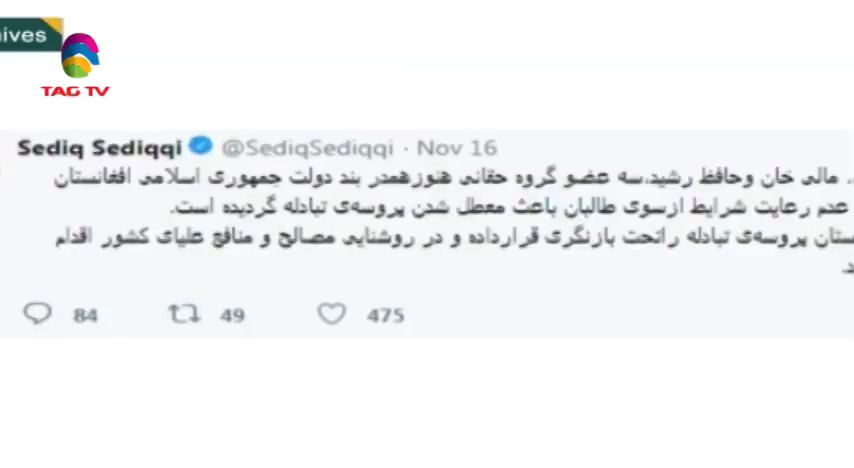 ives
TAG TV
Sediq Sediqqi @SediqSediqqi · Nov 16
. مالی خان وحافظ رشید،سه عضو گروه حقانی هنوزهمدر بند دولت جمهوری اسلامی افغانستان
عدم رعایت شرایط ازسوی طالبان باعث معطل شدن پروسه‌ی تبادله گردیده است.
ستان پروسه‌ی تبادله راتحت بازنگری قرارداده و در روشنایی مصالح و منافع علیای کشور اقدام
د.
84 49 475